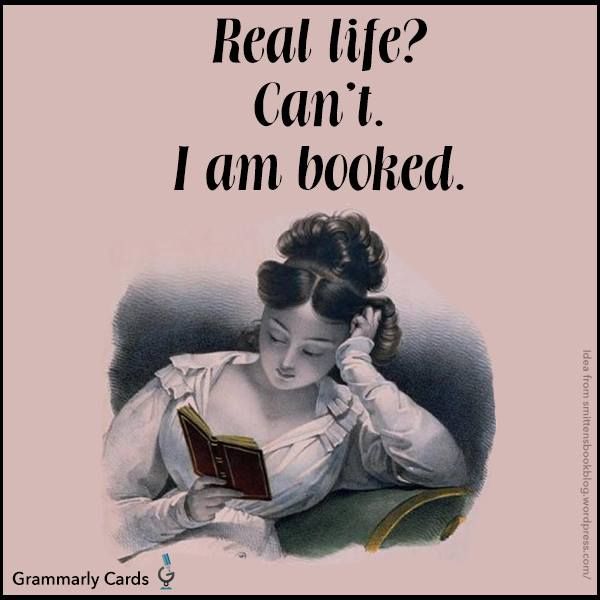 Real life?
Can't.
I am booked.
Idea from smittensbookblog.wordpress.com/
Grammarly Cards